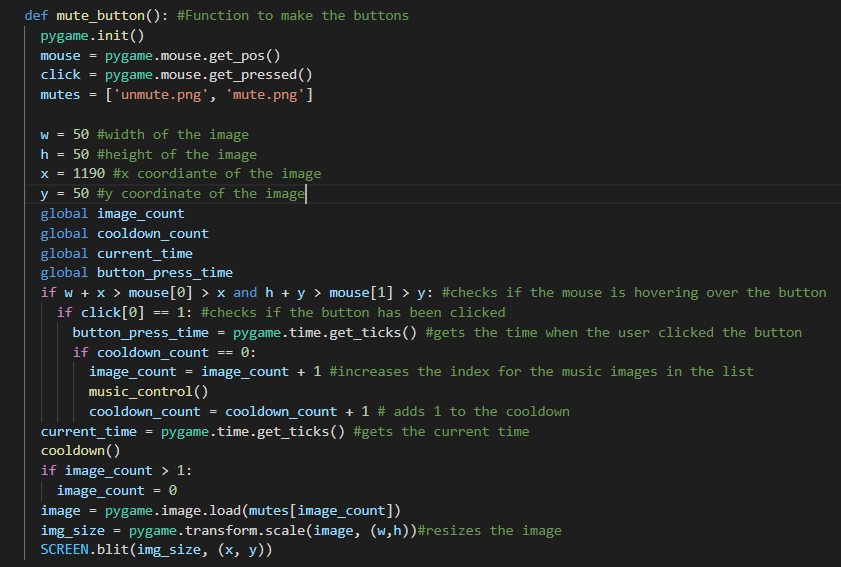 def mute_button(): #Function to make the buttons
pygame.init()
mouse = pygame.mouse.get_pos()
click = pygame.mouse.get_pressed()
mutes = ['unmute.png', 'mute.png']
w = 50 #width of the image
h = 50 #height of the image
x = 1190 #x coordiante of the image
y = 50 #y coordinate of the image
global image_count
global cooldown_count
global current_time
global button_press_time
if w + x > mouse[0] > x and h + y > mouse[1] > y: #checks if the mouse is hovering over the button
if click[0] == 1: #checks if the button has been clicked
button_press_time = pygame.time.get_ticks() #gets the time when the user clicked the button
if cooldown_count == 0:
image_count = image_count + 1 #increases the index for the music images in the list
music_control()
cooldown_count = cooldown_count + 1 # adds 1 to the cooldown
current_time = pygame.time.get_ticks() #gets the current time
cooldown()
if image_count > 1:
image_count = 0
image = pygame.image.load(mutes[image_count])
img_size = pygame.transform.scale(image, (w,h))#resizes the image
SCREEN.blit(img_size, (x, y))